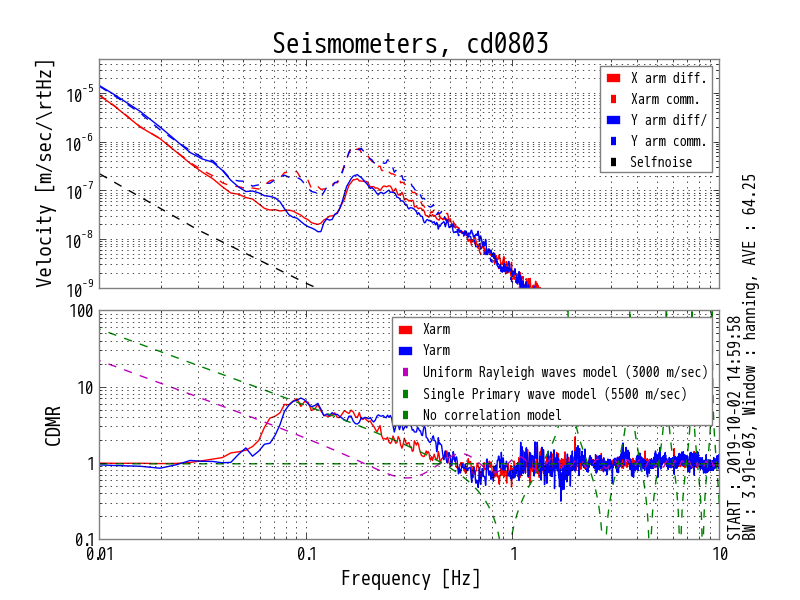 Seismometers, cd0803
Velocity [m/sec/\rtHz]
10^-5
10^-6
10^-7
10^-8
10^-9
X arm diff.
Xarm comm.
Y arm diff/
Y arm comm.
Selfnoise
CDMR
100
10
1
0.1
Xarm
Yarm
Uniform Rayleigh waves model (3000 m/sec)
Single Primary wave model (5500 m/sec)
No correlation model
0.01
0.1
1
10
Frequency [Hz]
START : 2019-10-02 14:59:58
BW : 3.91e-03, Window : hanning, AVE : 64.25